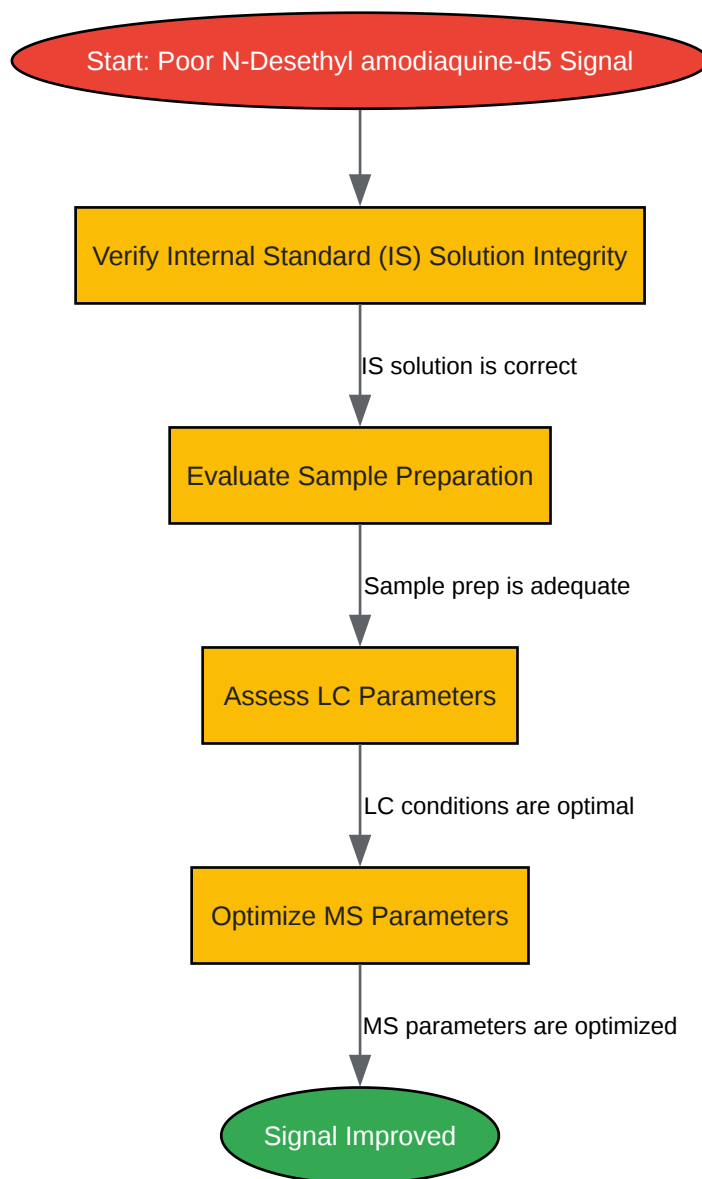 Start: Poor N-Desethyl amodiaquine-d5 Signal
Verify Internal Standard (IS) Solution Integrity
IS solution is correct
Evaluate Sample Preparation
Sample prep is adequate
Assess LC Parameters
LC conditions are optimal
Optimize MS Parameters
MS parameters are optimized
Signal Improved